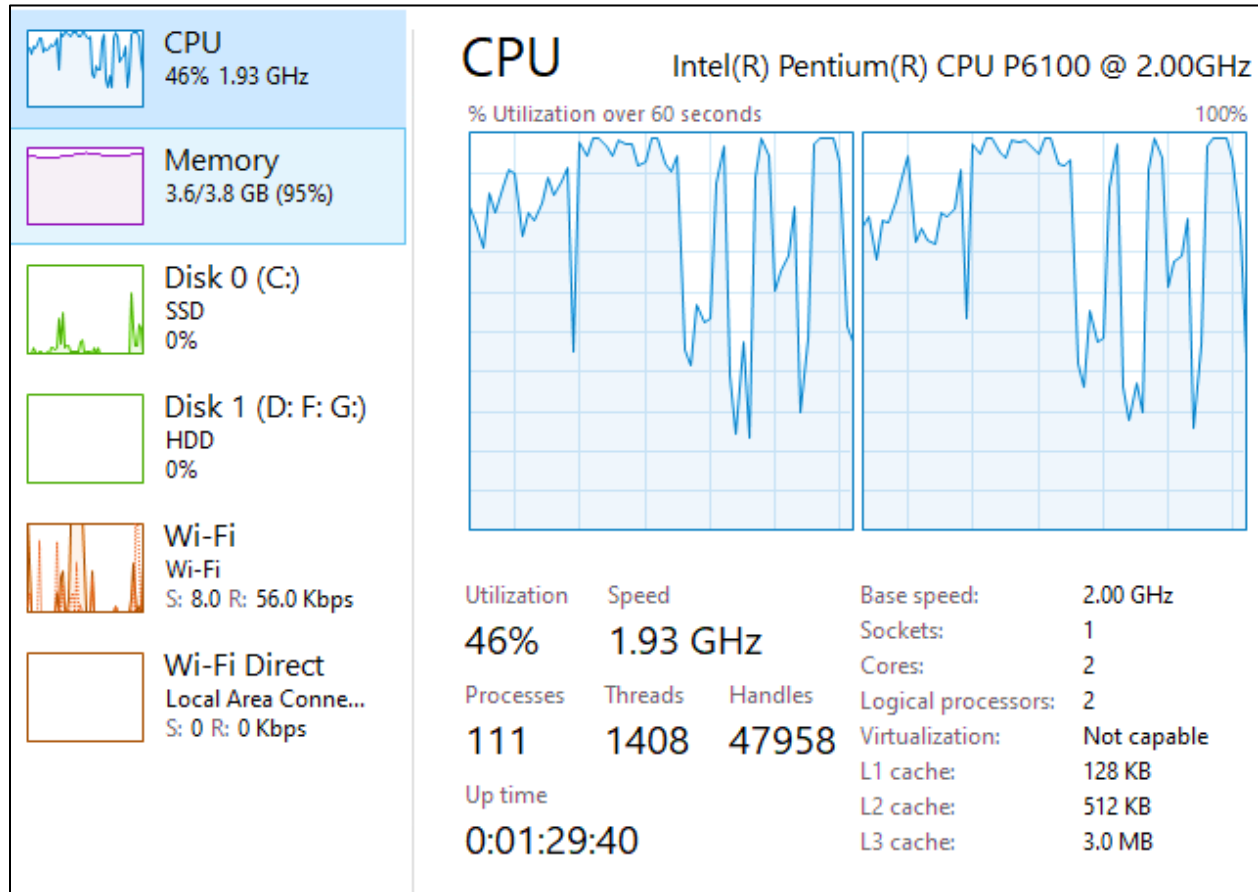 CPU
46% 1.93 GHz
Memory
3.6/3.8 GB (95%)
Disk 0 (C:)
SSD
0%
Disk 1 (D: F: G:)
HDD
0%
Wi-Fi
Wi-Fi
S: 8.0 R: 56.0 Kbps
Wi-Fi Direct
Local Area Conne...
S: 0 R: 0 Kbps
CPU Intel(R) Pentium(R) CPU P6100 @ 2.00GHz
% Utilization over 60 seconds 100%
Utilization Speed
46% 1.93 GHz
Processes Threads Handles
111 1408 47958
Up time
0:01:29:40
Base speed: 2.00 GHz
Sockets: 1
Cores: 2
Logical processors: 2
Virtualization: Not capable
L1 cache: 128 KB
L2 cache: 512 KB
L3 cache: 3.0 MB